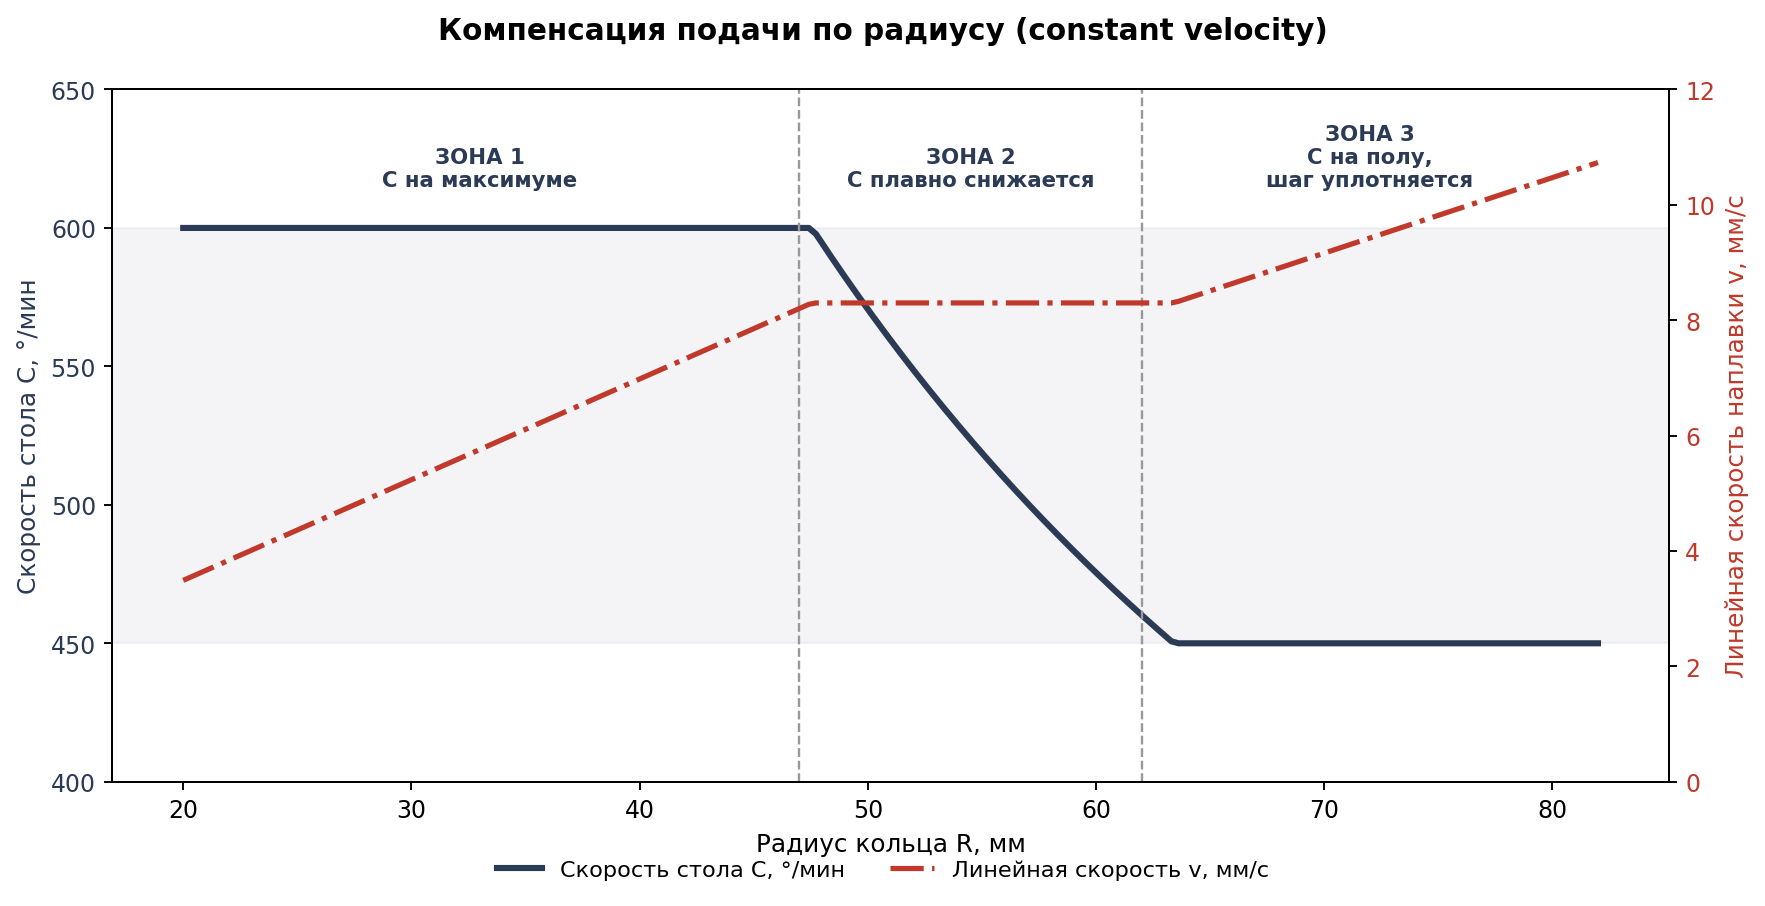 Компенсация подачи по радиусу (constant velocity)
650
600
550
500
450
400
Скорость стола C, °/мин
ЗОНА 1
C на максимуме
ЗОНА 2
C плавно снижается
ЗОНА 3
C на полу,
шаг уплотняется
12
10
8
6
4
2
0
Линейная скорость наплавки v, мм/с
20
30
40
50
60
70
80
Радиус кольца R, мм
Скорость стола C, °/мин
Линейная скорость v, мм/с